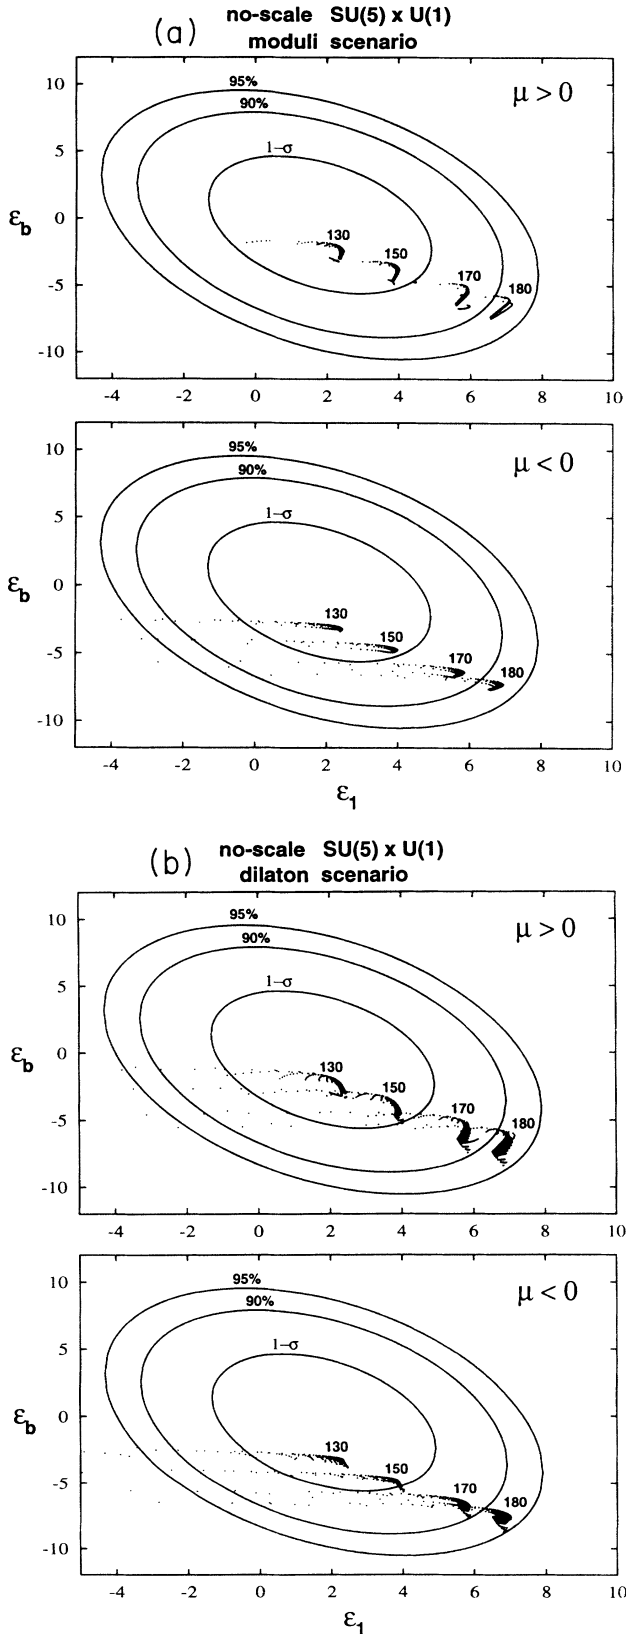 (a)
no-scale SU(5) x U(1)
moduli scenario
μ > 0
95%
90%
1-σ
130
150
170
180
ε_b
10
5
0
-5
-10
-4 -2 0 2 4 6 8 10
μ < 0
95%
90%
1-σ
130
150
170
180
ε_b
10
5
0
-5
-10
-4 -2 0 2 4 6 8 10
ε_1
(b)
no-scale SU(5) x U(1)
dilaton scenario
μ > 0
95%
90%
1-σ
130
150
170
180
ε_b
10
5
0
-5
-10
-4 -2 0 2 4 6 8 10
μ < 0
95%
90%
1-σ
130
150
170
180
ε_b
10
5
0
-5
-10
-4 -2 0 2 4 6 8 10
ε_1